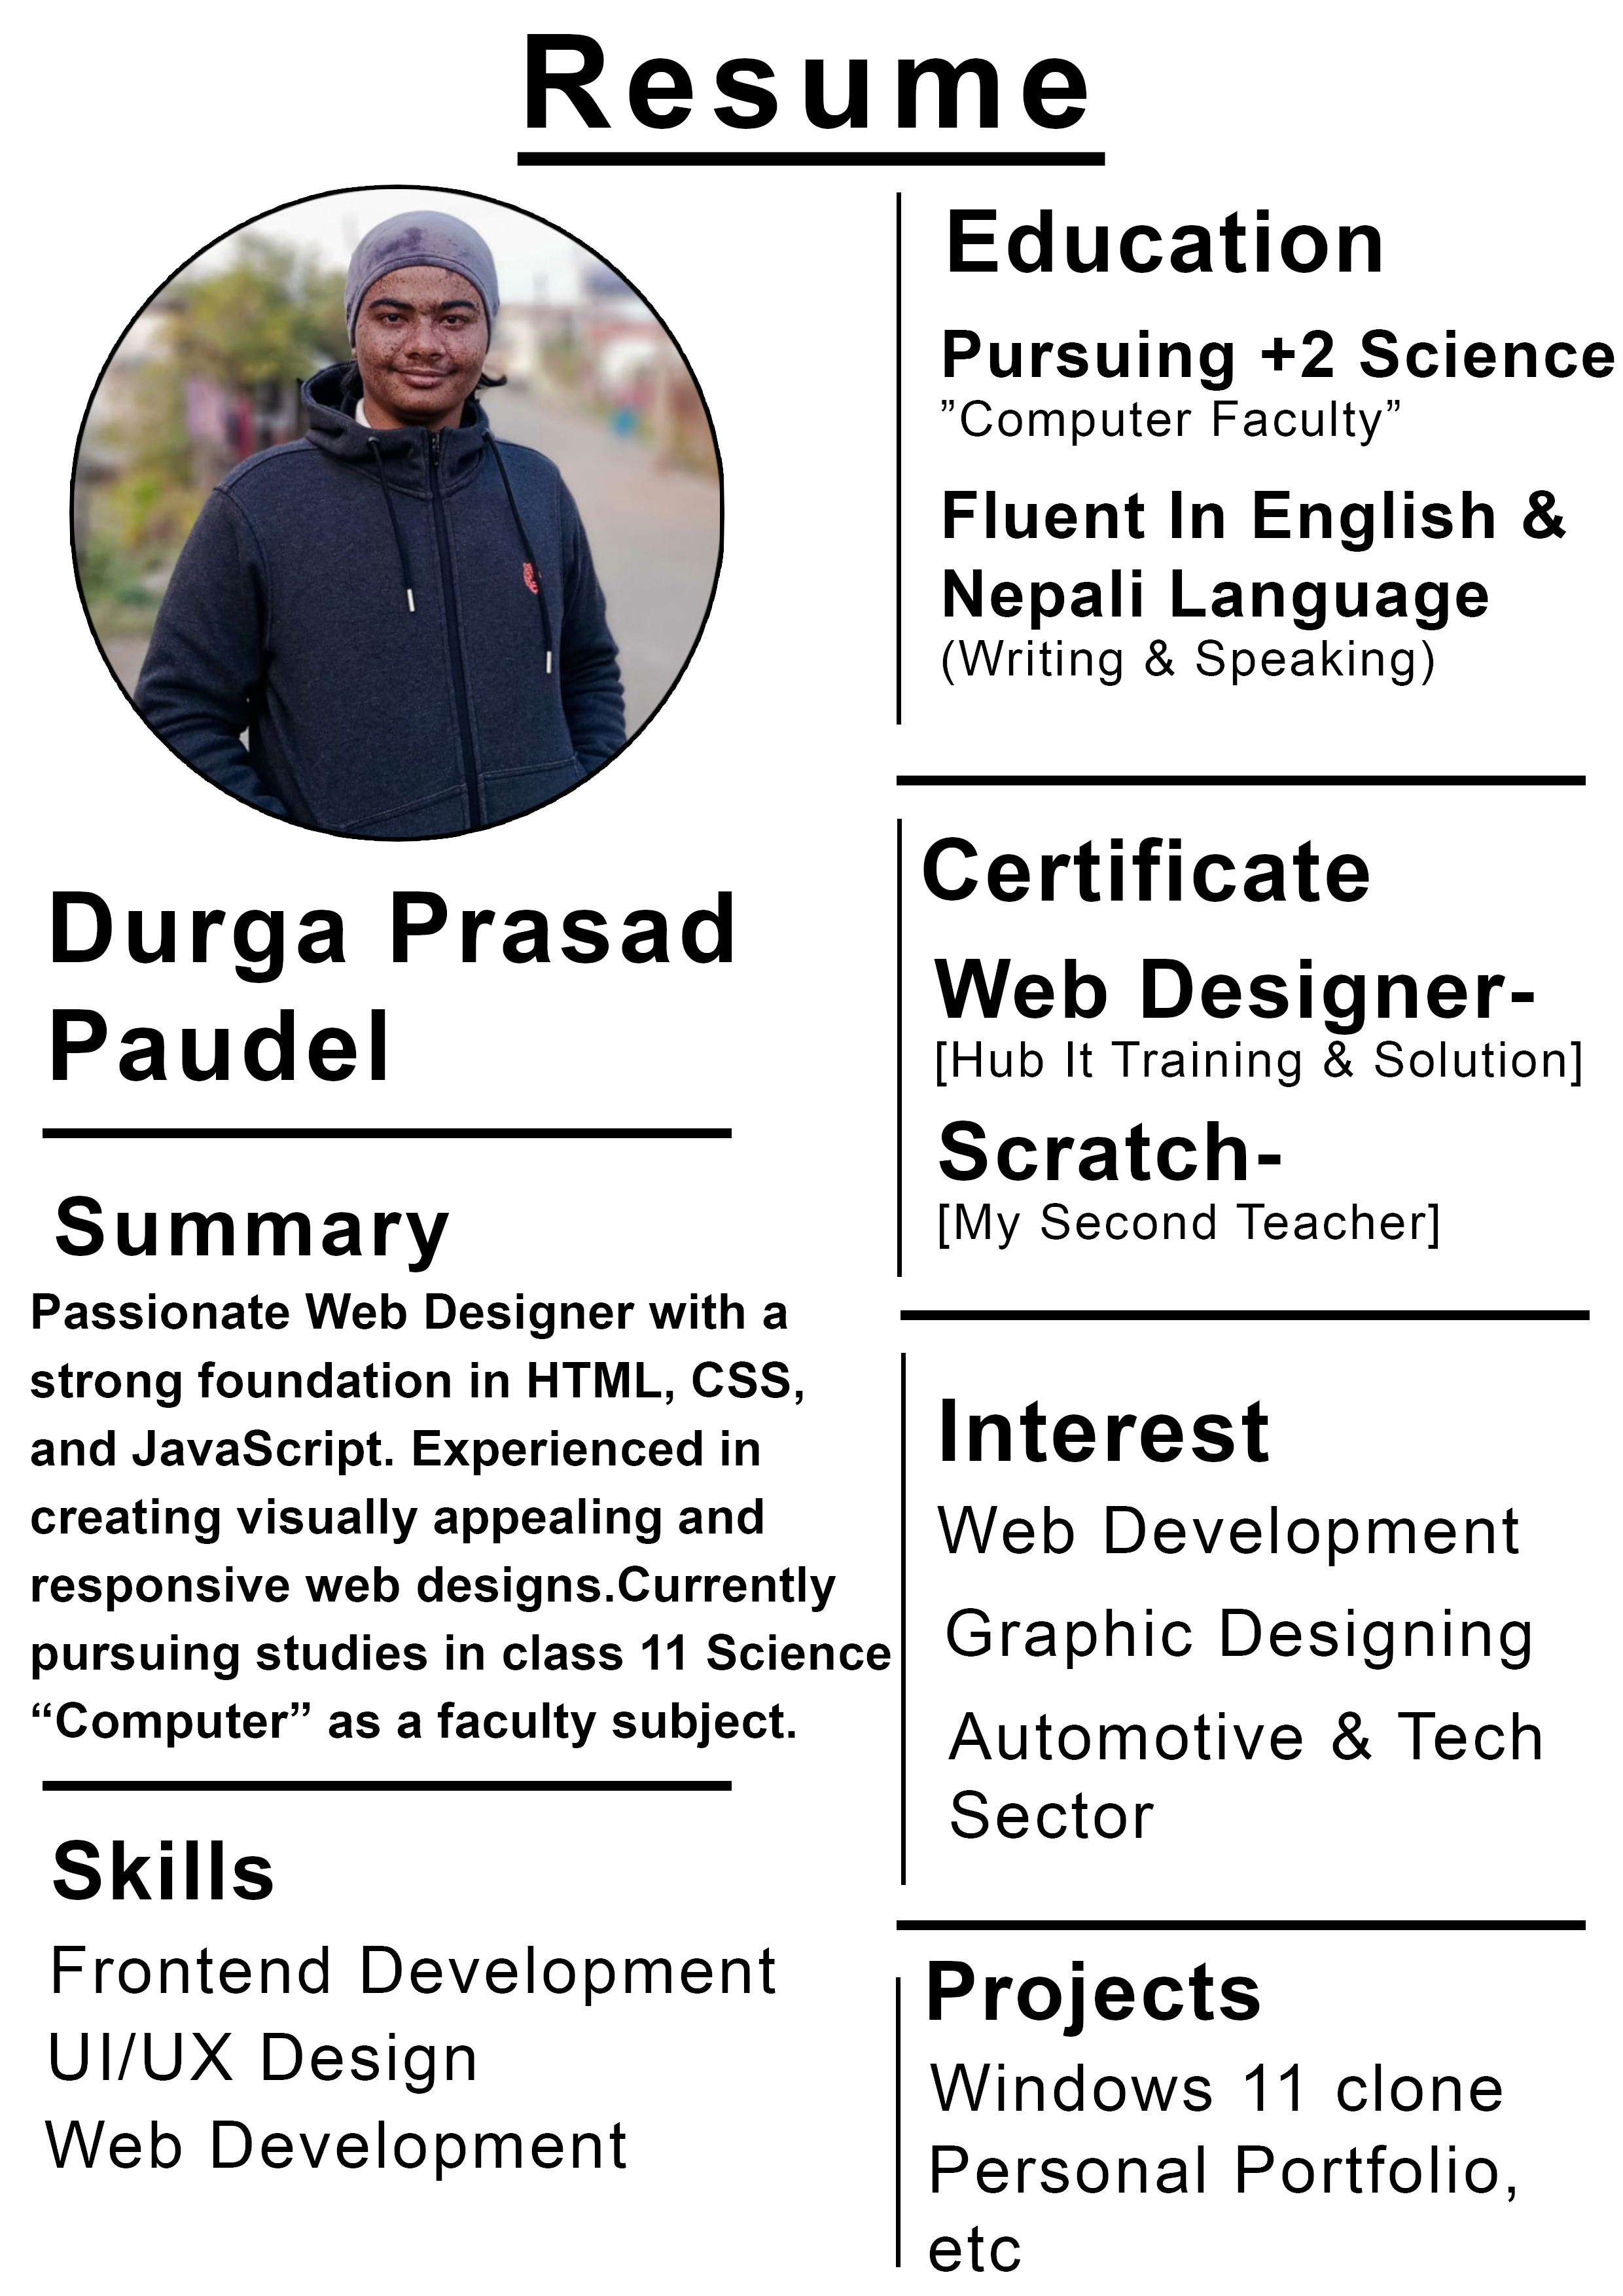 Resume
Durga Prasad
Paudel
Summary
Passionate Web Designer with a
strong foundation in HTML, CSS,
and JavaScript. Experienced in
creating visually appealing and
responsive web designs.Currently
pursuing studies in class 11 Science
“Computer” as a faculty subject.
Skills
Frontend Development
UI/UX Design
Web Development
Education
Pursuing +2 Science
”Computer Faculty”
Fluent In English &
Nepali Language
(Writing & Speaking)
Certificate
Web Designer-
[Hub It Training & Solution]
Scratch-
[My Second Teacher]
Interest
Web Development
Graphic Designing
Automotive & Tech
Sector
Projects
Windows 11 clone
Personal Portfolio,
etc